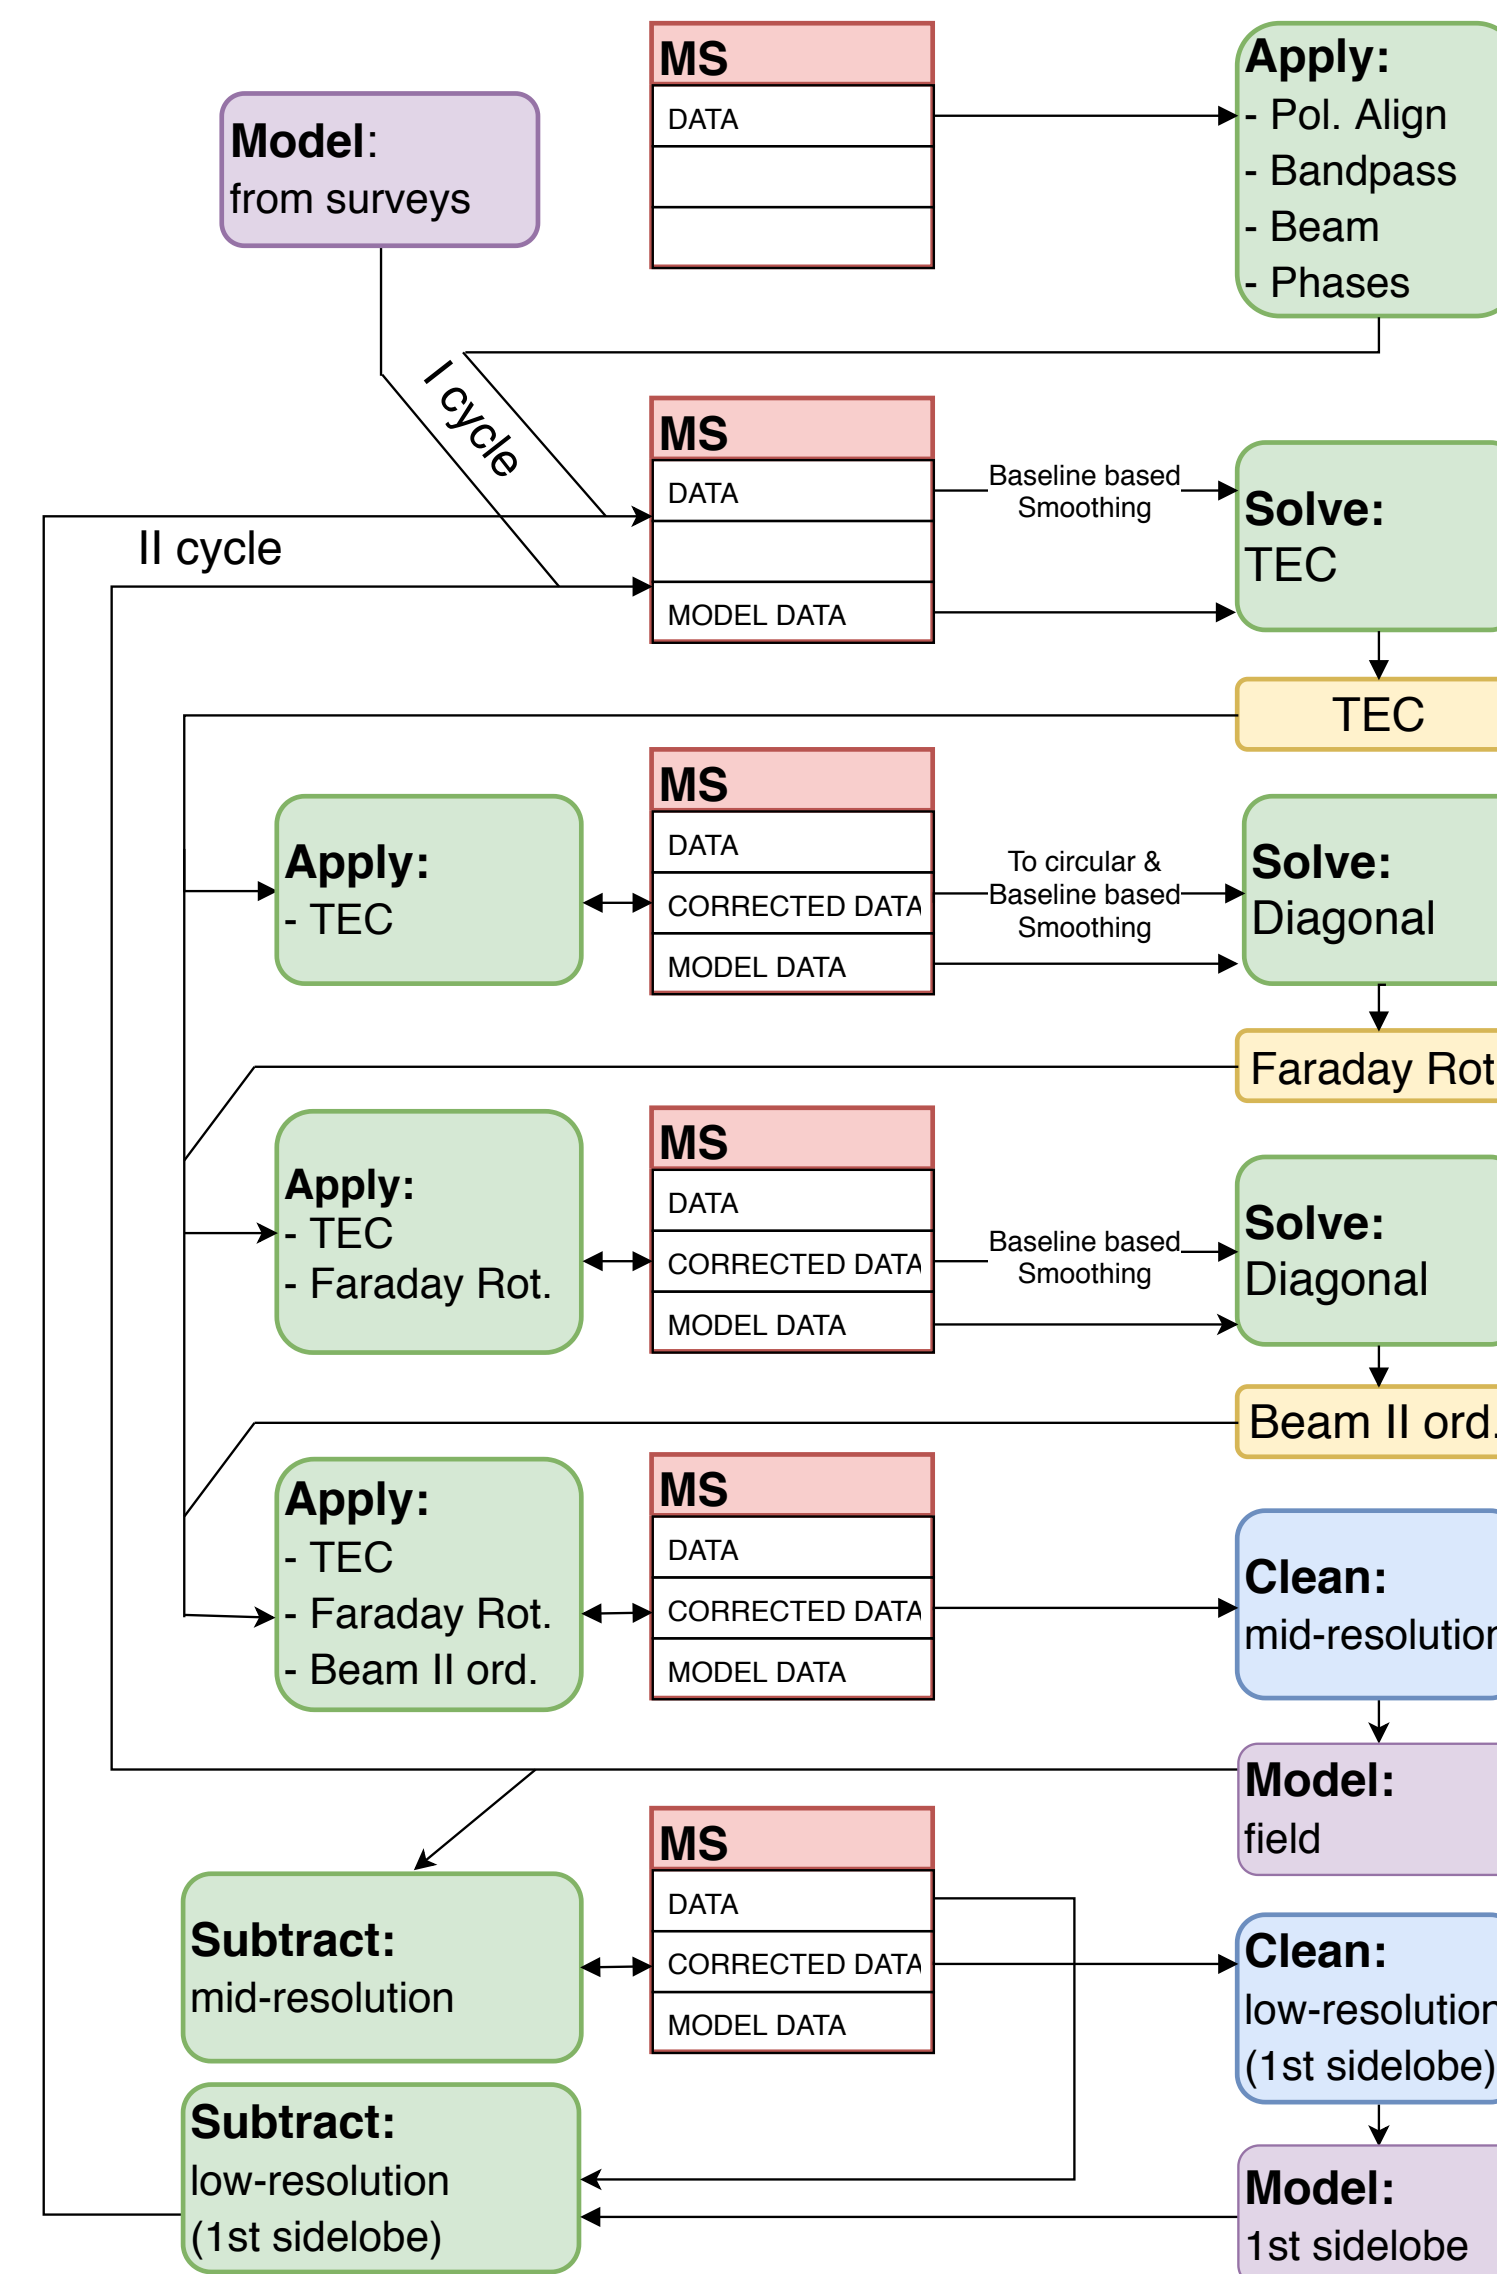 MS
DATA
Apply:
- Pol. Align
- Bandpass
- Beam
- Phases
Model:
from surveys
I cycle
II cycle
MS
DATA
MODEL DATA
Baseline based
Smoothing
Solve:
TEC
TEC
Apply:
- TEC
MS
DATA
CORRECTED DATA
MODEL DATA
To circular &
Baseline based
Smoothing
Solve:
Diagonal
Faraday Rot
Apply:
- TEC
- Faraday Rot.
MS
DATA
CORRECTED DATA
MODEL DATA
Baseline based
Smoothing
Solve:
Diagonal
Beam II ord.
Apply:
- TEC
- Faraday Rot.
- Beam II ord.
MS
DATA
CORRECTED DATA
MODEL DATA
Clean:
mid-resolution
Model:
field
Subtract:
mid-resolution
MS
DATA
CORRECTED DATA
MODEL DATA
Clean:
low-resolution
(1st sidelobe)
Subtract:
low-resolution
(1st sidelobe)
Model:
1st sidelobe